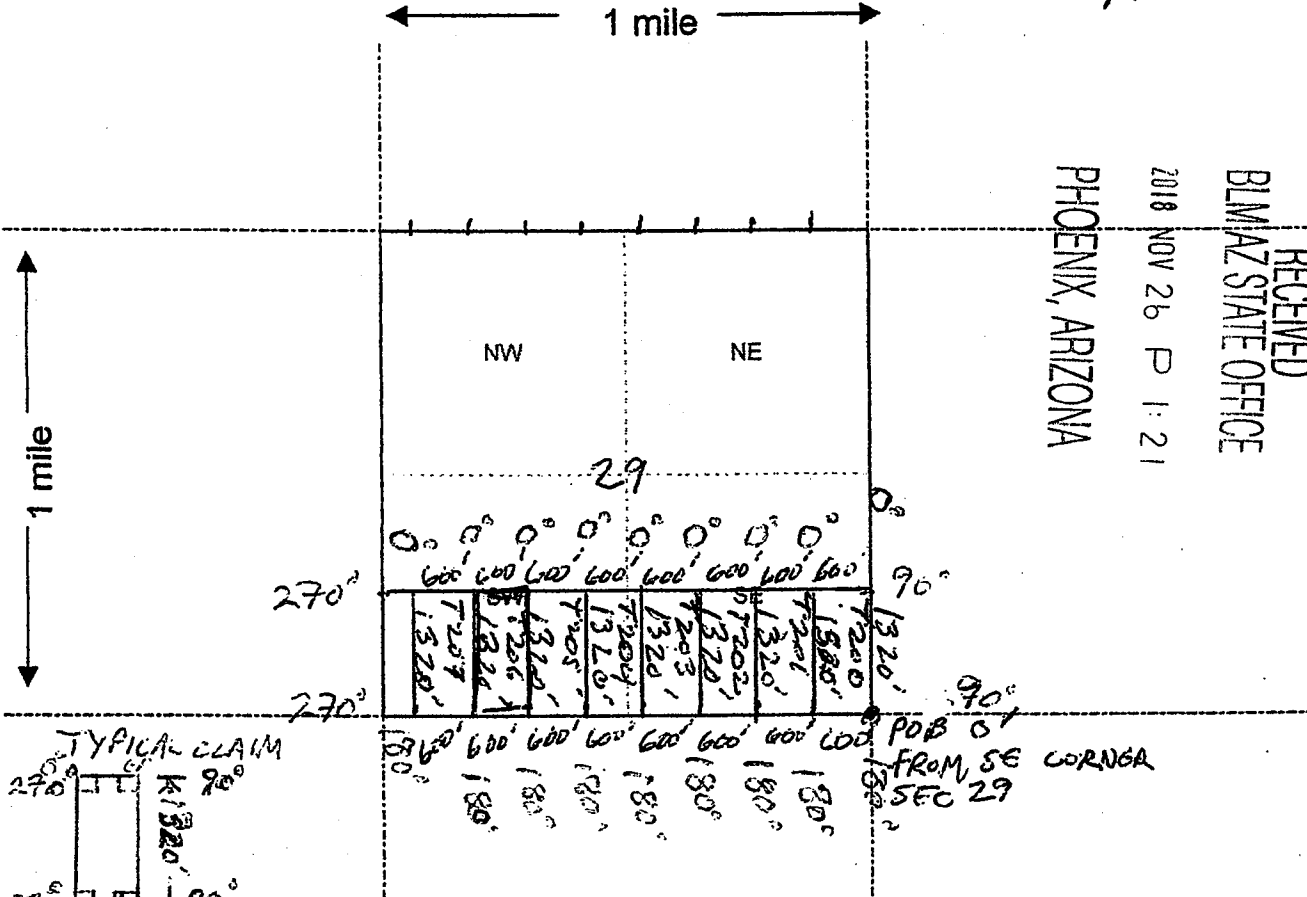 1 mile
RECEIVED
BLM AZ STATE OFFICE
2018 NOV 26 P 1:21
PHOENIX, ARIZONA
NW
NE
1 mile
29
0°
0° 0° 0° 0° 0° 0° 0° 0°
600' 600' 600' 600' 600' 600' 600' 600'
270°
90°
SE
T207 T206 T205 T204 T203 T202 T201 T200
1320' 1320' 1320' 1320' 1320' 1320' 1320' 1320'
270°
90°
600' 600' 600' 600' 600' 600' 600
POB 0'
FROM SE CORNER
SEC 29
180° 180° 180° 180° 180° 180° 180° 180° 180°
TYPICAL CLAIM
270°
90°
1320'